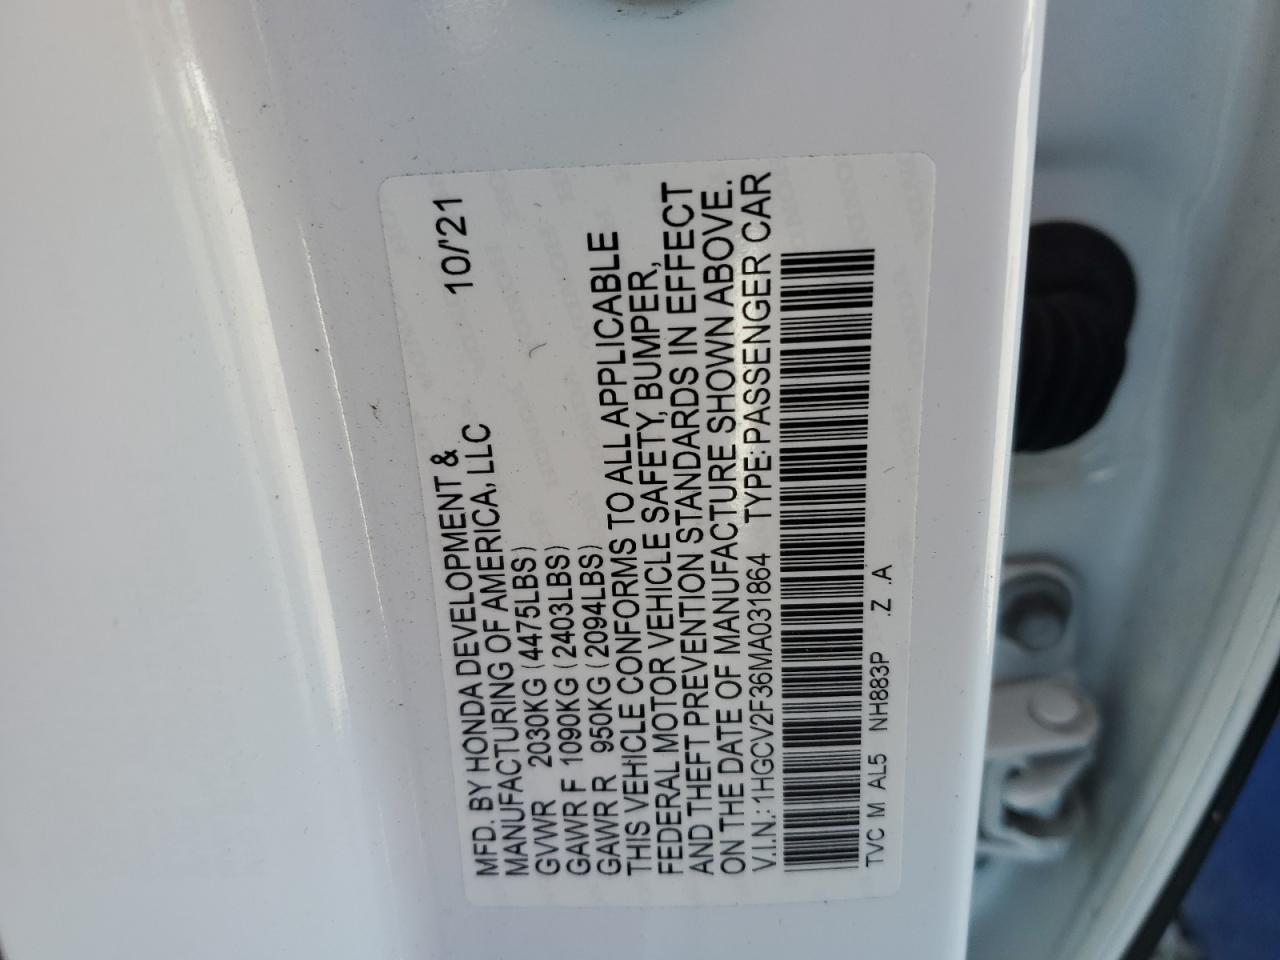 MFD. BY HONDA DEVELOPMENT &
MANUFACTURING OF AMERICA, LLC 10/'21
GVWR 2030KG (4475LBS)
GAWR F 1090KG (2403LBS)
GAWR R 950KG (2094LBS)
THIS VEHICLE CONFORMS TO ALL APPLICABLE
FEDERAL MOTOR VEHICLE SAFETY, BUMPER,
AND THEFT PREVENTION STANDARDS IN EFFECT
ON THE DATE OF MANUFACTURE SHOWN ABOVE.
V.I.N.: 1HGCV2F36MA031864 TYPE: PASSENGER CAR
TVC M AL5 NH883P .Z .A